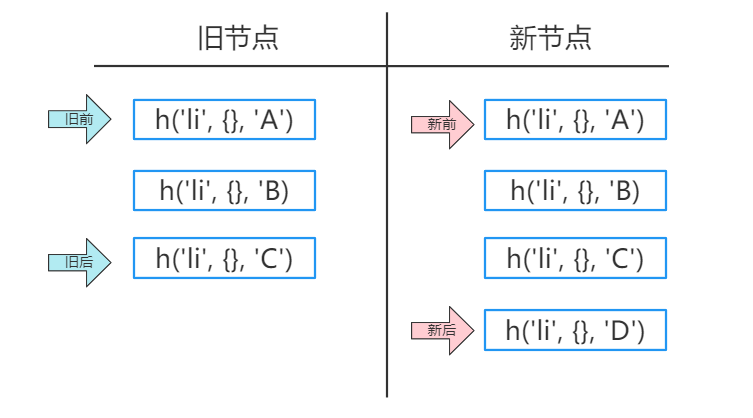 旧节点
新节点
旧前
h('li', {}, 'A')
新前
h('li', {}, 'A')
h('li', {}, 'B)
h('li', {}, 'B)
旧后
h('li', {}, 'C')
h('li', {}, 'C')
新后
h('li', {}, 'D')